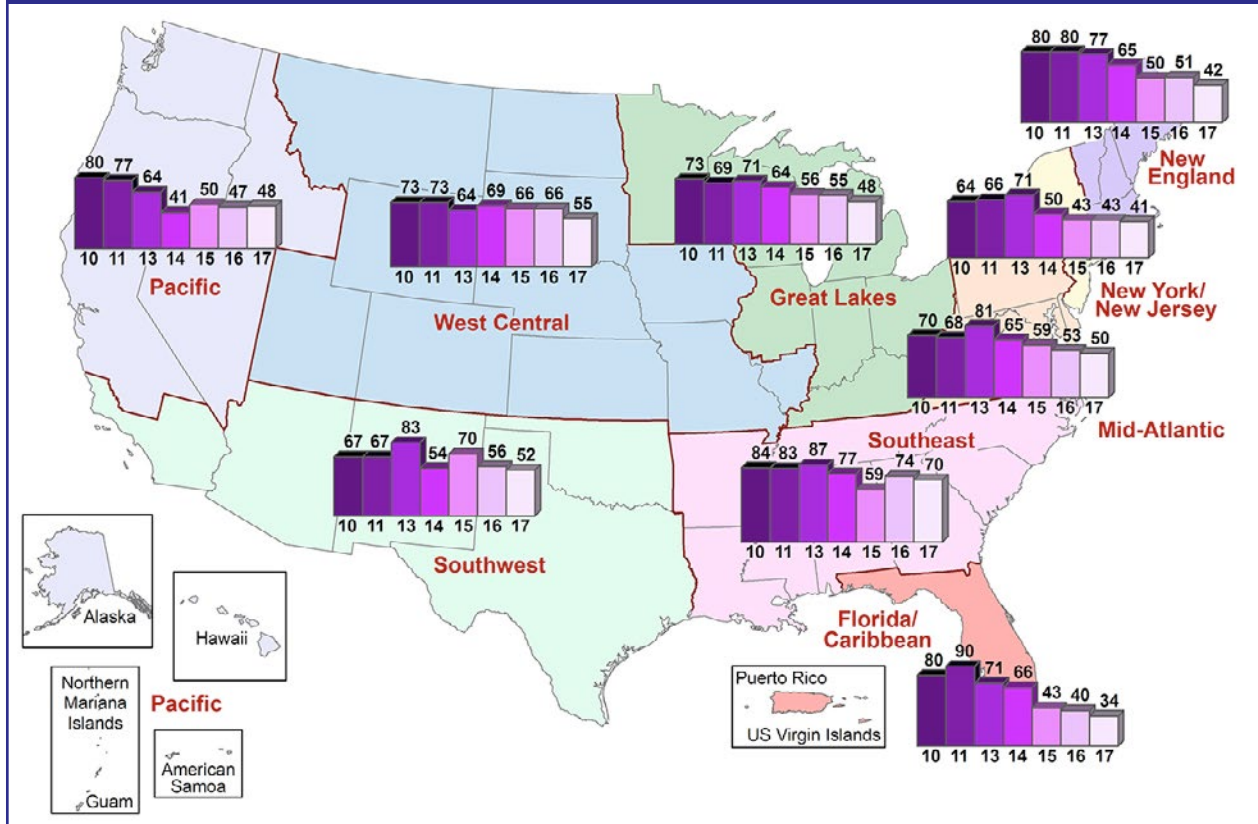 80 80 77 65 50 51 42
10 11 13 14 15 16 17
New
England
80 77 64 41 50 47 48
10 11 13 14 15 16 17
Pacific
73 73 64 69 66 66 55
10 11 13 14 15 16 17
West Central
73 69 71 64 56 55 48
10 11 13 14 15 16 17
Great Lakes
64 66 71 50 43 43 41
10 11 13 14 15 16 17
New York/
New Jersey
70 68 81 65 59 53 50
10 11 13 14 15 16 17
Mid-Atlantic
67 67 83 54 70 56 52
10 11 13 14 15 16 17
Southwest
Southeast
84 83 87 77 59 74 70
10 11 13 14 15 16 17
Florida/
Caribbean
80 90 71 66 43 40 34
10 11 13 14 15 16 17
Alaska
Hawaii
Northern
Mariana
Islands
Guam
Pacific
American
Samoa
Puerto Rico
US Virgin Islands